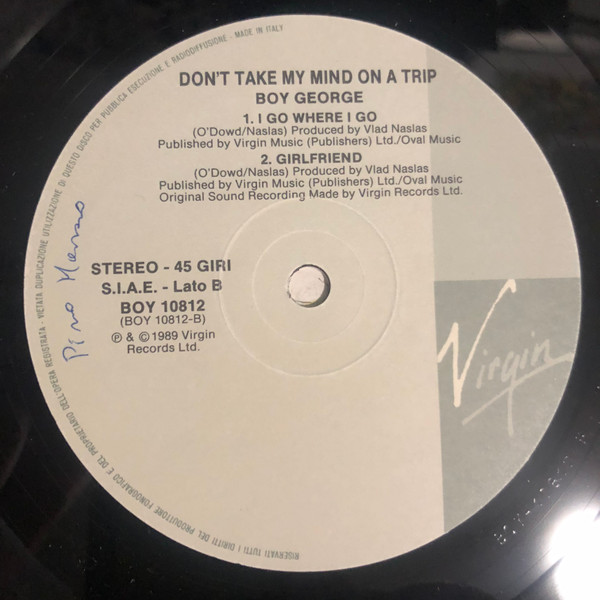 DON'T TAKE MY MIND ON A TRIP
BOY GEORGE
1. I GO WHERE I GO
(O'Dowd/Naslas) Produced by Vlad Naslas
Published by Virgin Music (Publishers) Ltd./Oval Music
2. GIRLFRIEND
(O'Dowd/Naslas) Produced by Vlad Naslas
Published by Virgin Music (Publishers) Ltd./Oval Music
Original Sound Recording Made by Virgin Records Ltd.
STEREO - 45 GIRI
S.I.A.E. - Lato B
BOY 10812
(BOY 10812-B)
℗ & © 1989 Virgin
Records Ltd.
Virgin
Pino
RISERVATI TUTTI I DIRITTI DEL PRODUTTORE FONOGRAFICO E DEL PROPRIETARIO DELL'OPERA REGISTRATA - VIETATA DUPLICAZIONE UTILIZZAZIONE DI QUESTO DISCO PER PUBBLICA ESECUZIONE E RADIODIFFUSIONE - MADE IN ITALY